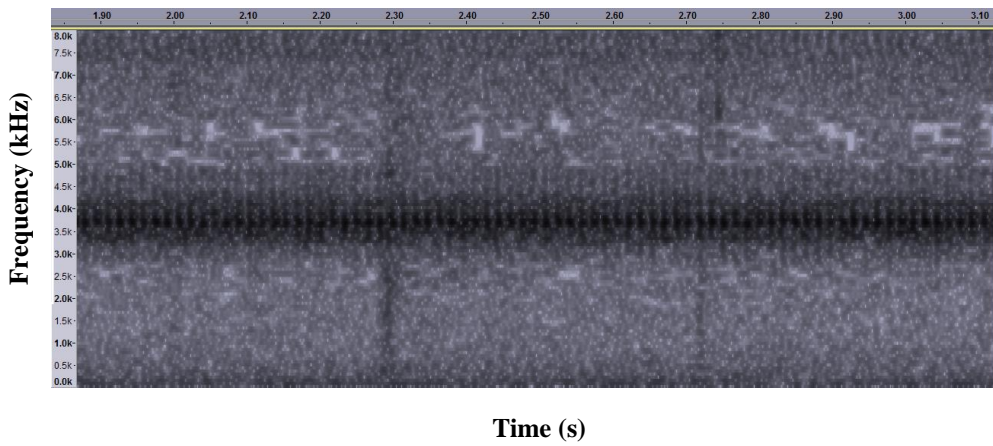 1.90 2.00 2.10 2.20 2.30 2.40 2.50 2.60 2.70 2.80 2.90 3.00 3.10
Frequency (kHz)
8.0k
7.5k
7.0k
6.5k
6.0k
5.5k
5.0k
4.5k
4.0k
3.5k
3.0k
2.5k
2.0k
1.5k
1.0k
0.5k
0.0k
Time (s)